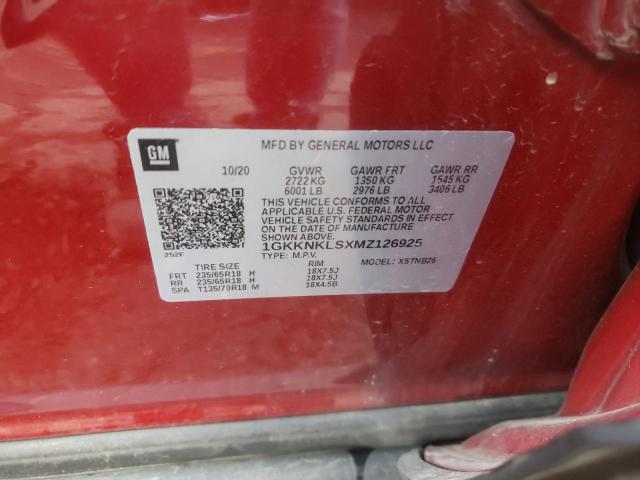 GM
MFD BY GENERAL MOTORS LLC
10/20 GVWR GAWR FRT GAWR RR
2722 KG 1350 KG 1545 KG
6001 LB 2976 LB 3406 LB
THIS VEHICLE CONFORMS TO ALL
APPLICABLE U.S. FEDERAL MOTOR
VEHICLE SAFETY STANDARDS IN EFFECT
ON THE DATE OF MANUFACTURE SHOWN ABOVE.
1GKKNKLSXMZ126925
252F TYPE: M.P.V. XSTNB26
TIRE SIZE RIM
FRT 235/65R18 H 18X7.5J
RR 235/65R18 H 18X7.5J
SPA T135/70R18 M 18X4.5B